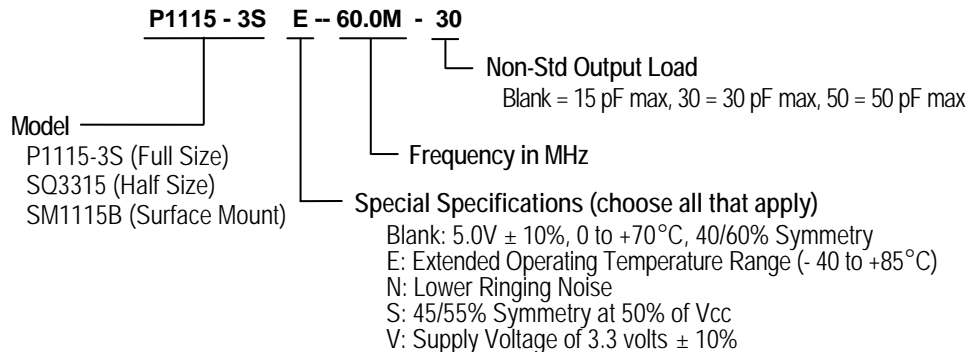 P1115 - 3S E -- 60.0M - 30
Non-Std Output Load
Blank = 15 pF max, 30 = 30 pF max, 50 = 50 pF max
Model
P1115-3S (Full Size)
SQ3315 (Half Size)
SM1115B (Surface Mount)
Frequency in MHz
Special Specifications (choose all that apply)
Blank: 5.0V ± 10%, 0 to +70°C, 40/60% Symmetry
E: Extended Operating Temperature Range (- 40 to +85°C)
N: Lower Ringing Noise
S: 45/55% Symmetry at 50% of Vcc
V: Supply Voltage of 3.3 volts ± 10%